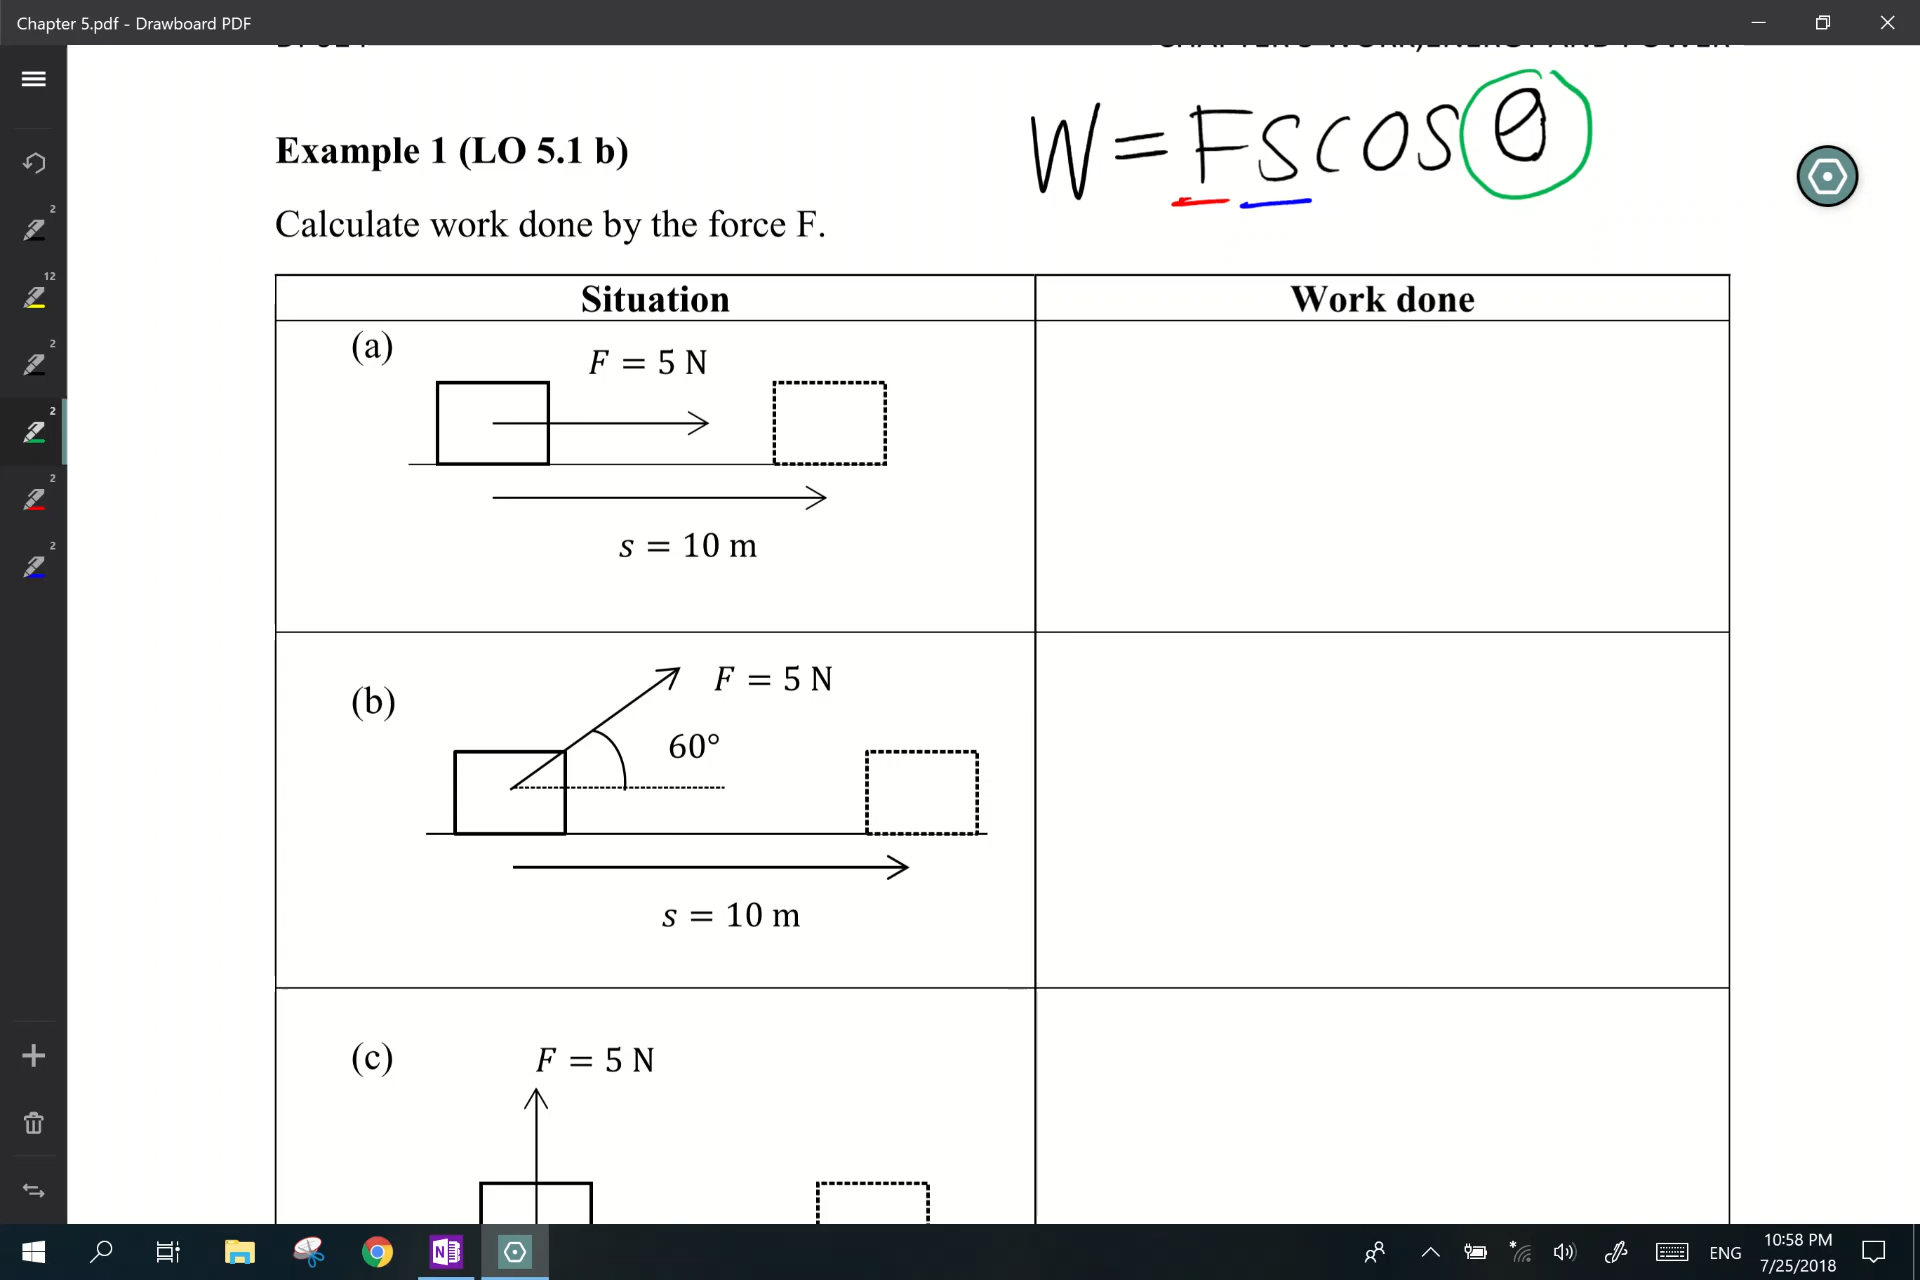 Chapter 5.pdf - Drawboard PDF
W = FScosθ
Example 1 (LO 5.1 b)
Calculate work done by the force F.
Situation
Work done
(a)
F = 5 N
s = 10 m
(b)
F = 5 N
60°
s = 10 m
(c)
F = 5 N
2
12
2
2
2
2
ENG
10:58 PM
7/25/2018